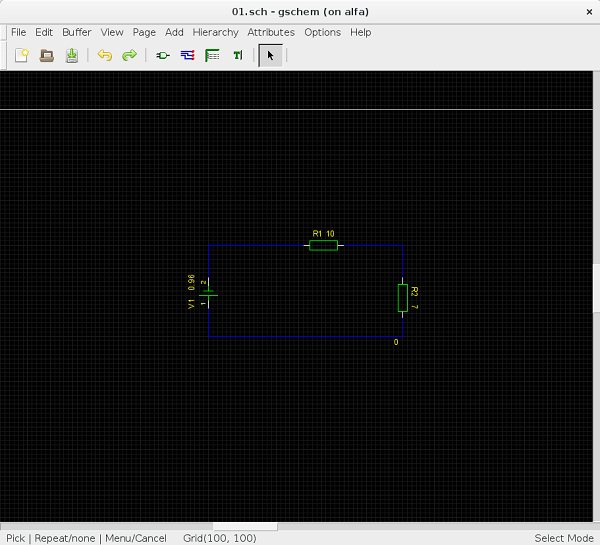 01.sch - gschem (on alfa)
File Edit Buffer View Page Add Hierarchy Attributes Options Help
R1 10
V1 0.96
1 2
R2 7
0
Pick | Repeat/none | Menu/Cancel Grid(100, 100) Select Mode